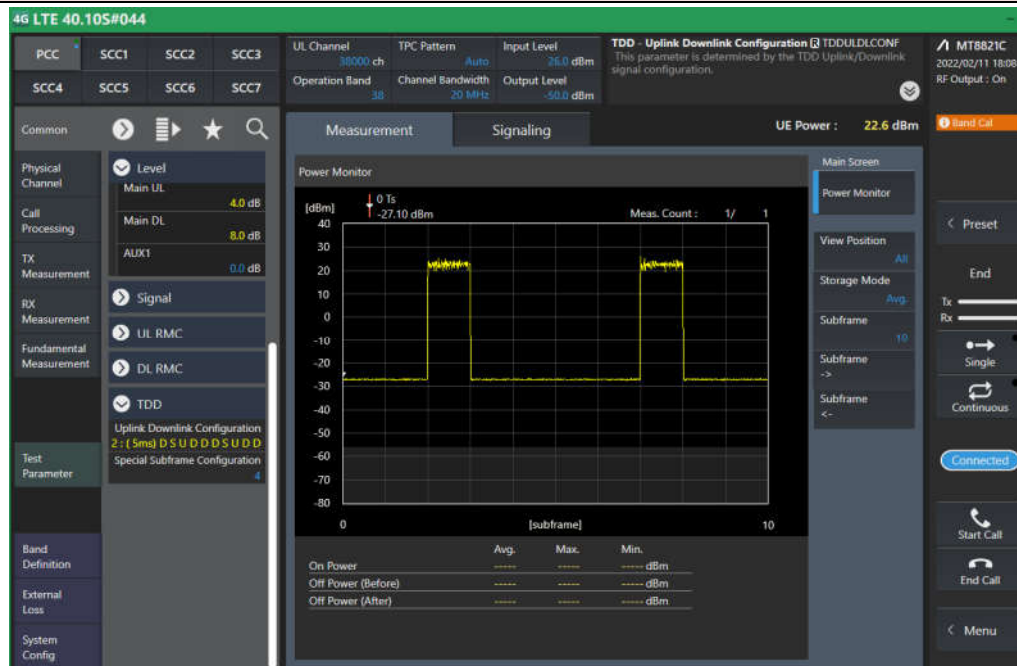 4G LTE 40.10S#044
PCC SCC1 SCC2 SCC3
SCC4 SCC5 SCC6 SCC7
UL Channel
38000 ch
TPC Pattern
Auto
Input Level
26.0 dBm
Operation Band
38
Channel Bandwidth
20 MHz
Output Level
-50.0 dBm
TDD - Uplink Downlink Configuration R TDDULDLCONF
This parameter is determined by the TDD Uplink/Downlink
signal configuration.
MT8821C
2022/02/11 18:08
RF Output : On
Common
Physical
Channel
Call
Processing
TX
Measurement
RX
Measurement
Fundamental
Measurement
Test
Parameter
Band
Definition
External
Loss
System
Config
Level
Main UL
4.0 dB
Main DL
8.0 dB
AUX1
0.0 dB
Signal
UL RMC
DL RMC
TDD
Uplink Downlink Configuration
2 : ( 5ms) D S U D D D S U D D
Special Subframe Configuration
4
Measurement
Signaling
UE Power : 22.6 dBm
Power Monitor
[dBm]
0 Ts
-27.10 dBm
Meas. Count : 1/ 1
40
30
20
10
0
-10
-20
-30
-40
-50
-60
-70
-80
0 [subframe] 10
Avg. Max. Min.
On Power ----- ----- ----- dBm
Off Power (Before) ----- ----- ----- dBm
Off Power (After) ----- ----- ----- dBm
Main Screen
Power Monitor
View Position
All
Storage Mode
Avg.
Subframe
10
Subframe
->
Subframe
<-
Band Cal
< Preset
End
Tx
Rx
Single
Continuous
Connected
Start Call
End Call
< Menu